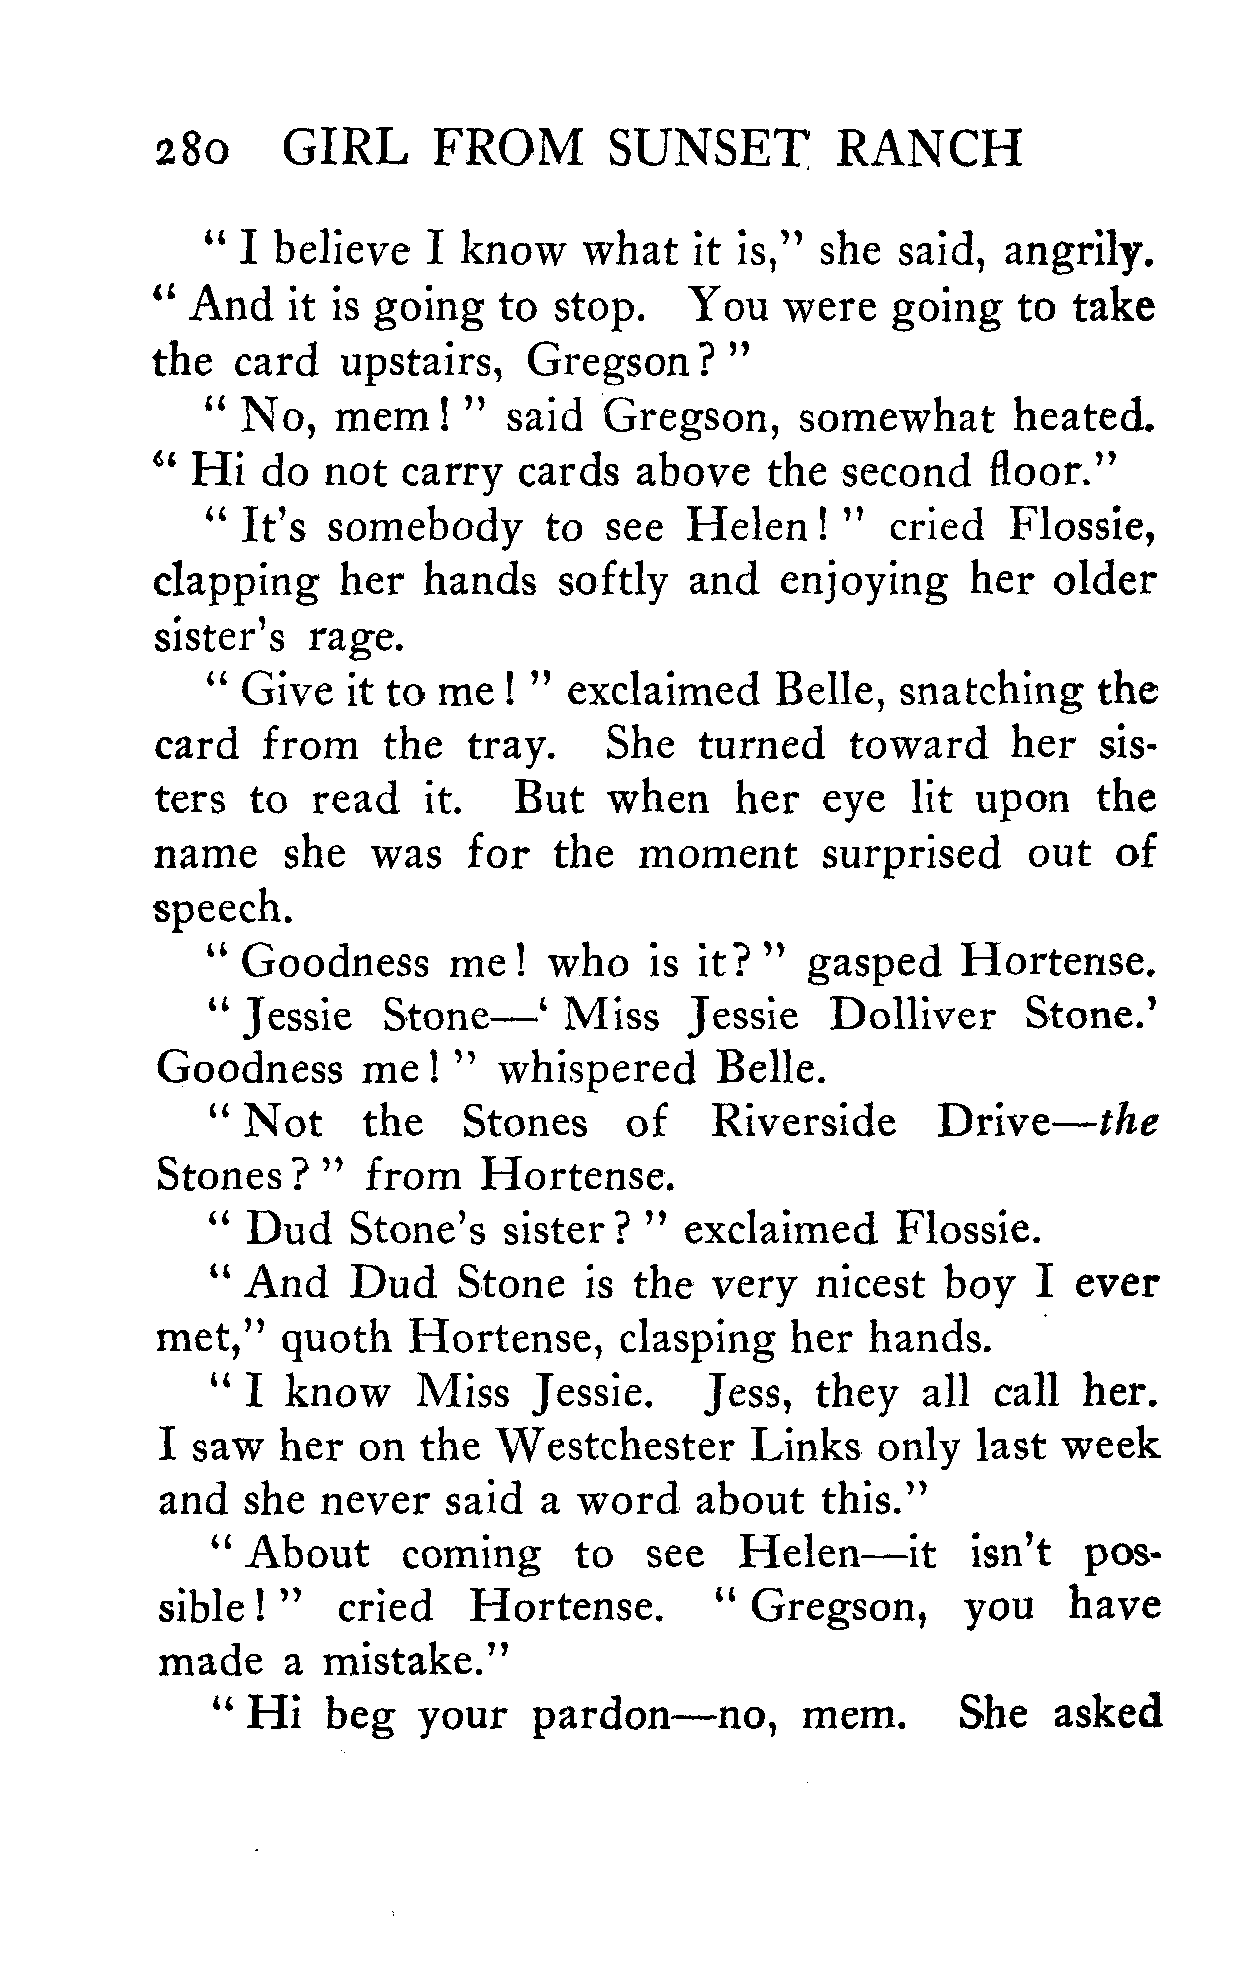 280 GIRL FROM SUNSET RANCH
" I believe I know what it is," she said, angrily.
" And it is going to stop. You were going to take
the card upstairs, Gregson? "
" No, mem! " said Gregson, somewhat heated.
" Hi do not carry cards above the second floor."
" It's somebody to see Helen! " cried Flossie,
clapping her hands softly and enjoying her older
sister's rage.
" Give it to me! " exclaimed Belle, snatching the
card from the tray. She turned toward her sis-
ters to read it. But when her eye lit upon the
name she was for the moment surprised out of
speech.
" Goodness me! who is it? " gasped Hortense.
" Jessie Stone—' Miss Jessie Dolliver Stone.'
Goodness me! " whispered Belle.
" Not the Stones of Riverside Drive—the
Stones? " from Hortense.
" Dud Stone's sister? " exclaimed Flossie.
" And Dud Stone is the very nicest boy I ever
met," quoth Hortense, clasping her hands.
" I know Miss Jessie. Jess, they all call her.
I saw her on the Westchester Links only last week
and she never said a word about this."
" About coming to see Helen—it isn't pos-
sible! " cried Hortense. " Gregson, you have
made a mistake."
" Hi beg your pardon—no, mem. She asked